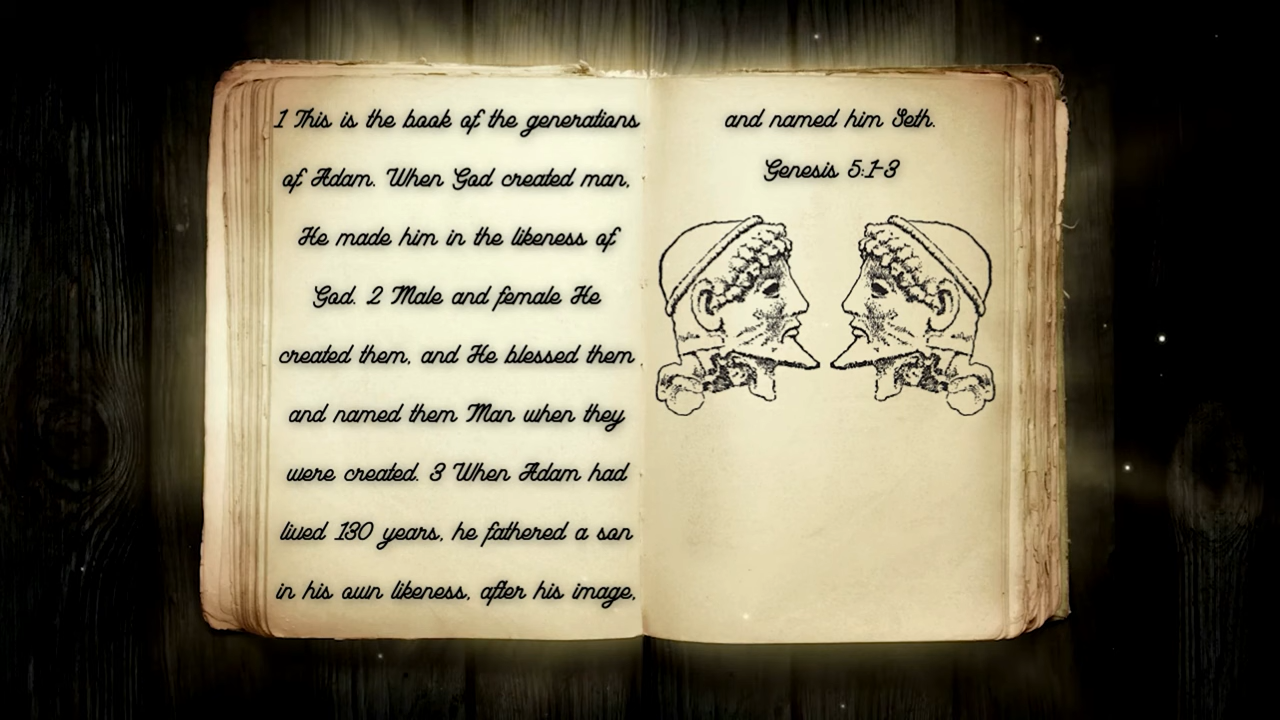 1 This is the book of the generations
of Adam. When God created man,
He made him in the likeness of
God. 2 Male and female He
created them, and He blessed them
and named them Man when they
were created. 3 When Adam had
lived 130 years, he fathered a son
in his own likeness, after his image,
and named him Seth.
Genesis 5:1-3